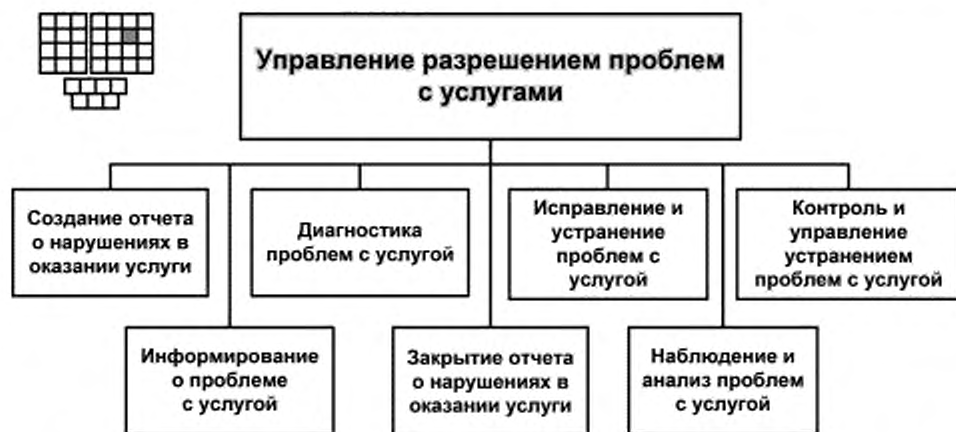 Управление разрешением проблем
с услугами
Создание отчета
о нарушениях в
оказании услуги
Диагностика
проблем с услугой
Исправление и
устранение
проблем с
услугой
Контроль и
управление
устранением
проблем с услугой
Информирование
о проблеме
с услугой
Закрытие отчета
о нарушениях в
оказании услуги
Наблюдение и
анализ проблем
с услугой